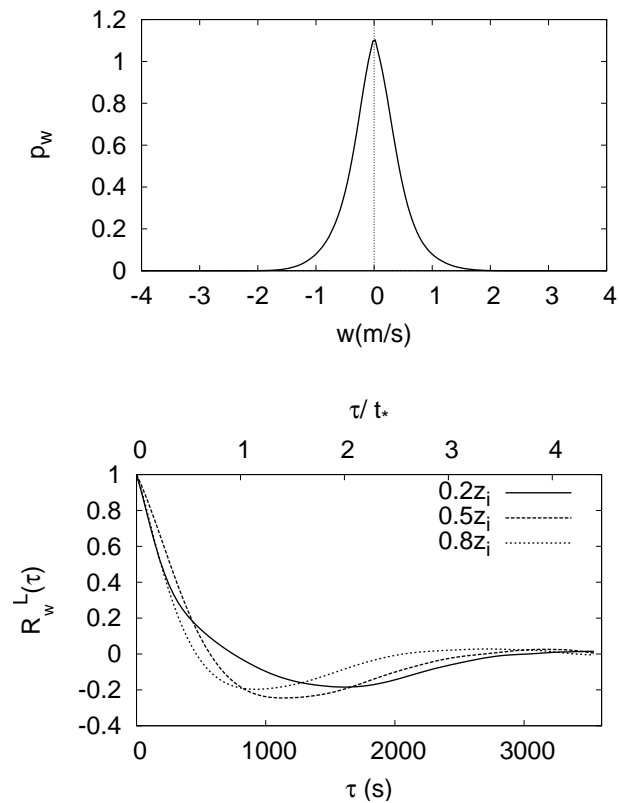 1.2
1
0.8
0.6
0.4
0.2
0
p_w
-4 -3 -2 -1 0 1 2 3 4
w(m/s)
τ/ t_*
0 1 2 3 4
1
0.8
0.6
0.4
0.2
0
-0.2
-0.4
R_w^L(τ)
0.2z_i
0.5z_i
0.8z_i
0 1000 2000 3000
τ (s)